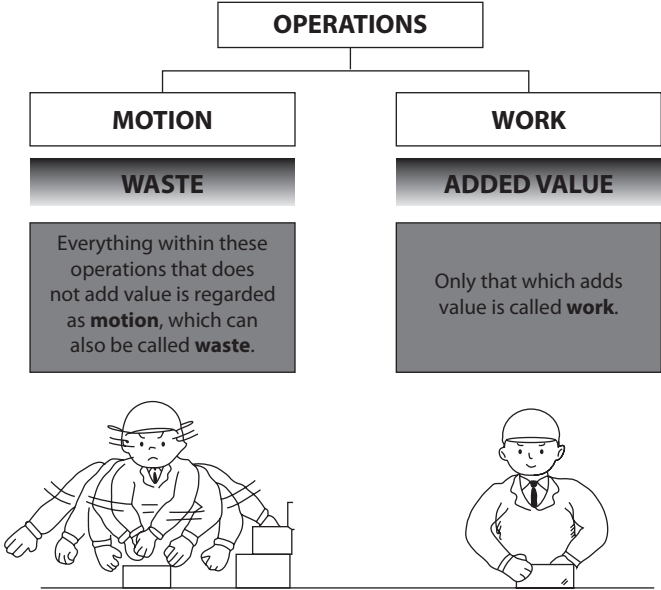 OPERATIONS
MOTION
WORK
WASTE
ADDED VALUE
Everything within these
operations that does
not add value is regarded
as motion, which can
also be called waste.
Only that which adds
value is called work.